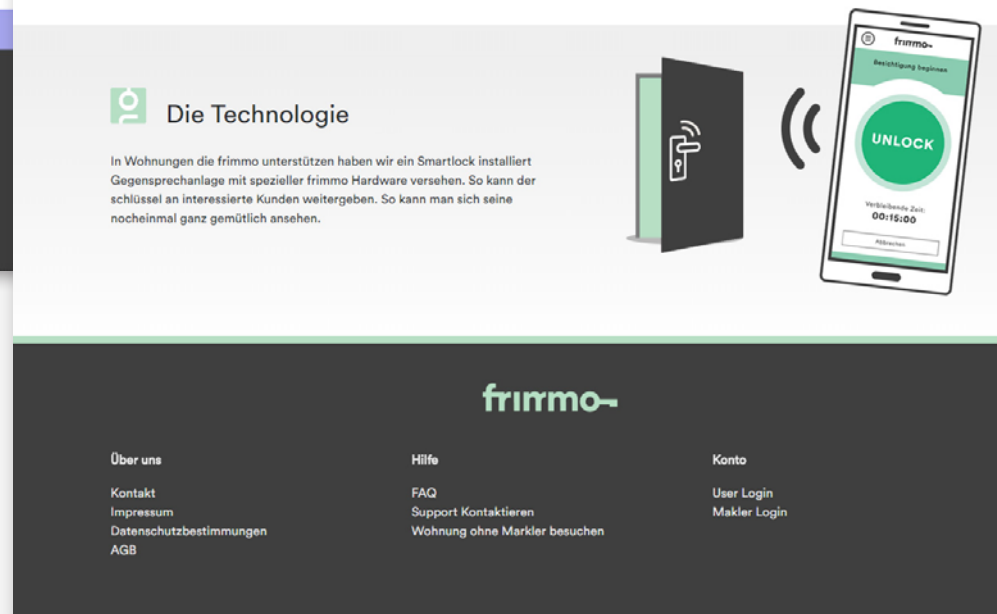 Die Technologie
In Wohnungen die frimmo unterstützen haben wir ein Smartlock installiert
Gegensprechanlage mit spezieller frimmo Hardware versehen. So kann der
schlüssel an interessierte Kunden weitergeben. So kann man sich seine
nocheinmal ganz gemütlich ansehen.
frimmo
Besichtigung beginnen
UNLOCK
Verbleibende Zeit:
00:15:00
Abbrechen
frimmo
Über uns
Kontakt
Impressum
Datenschutzbestimmungen
AGB
Hilfe
FAQ
Support Kontaktieren
Wohnung ohne Markler besuchen
Konto
User Login
Makler Login